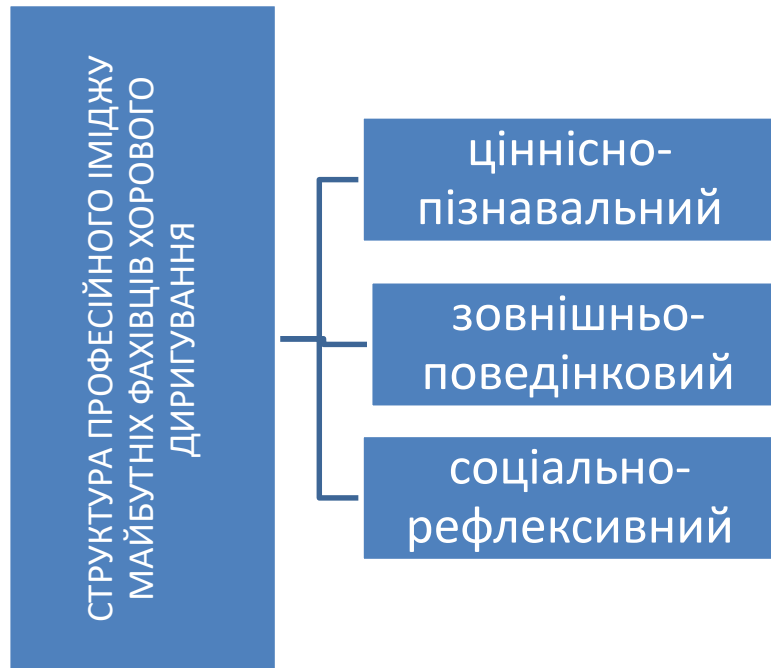 СТРУКТУРА ПРОФЕСІЙНОГО ІМІДЖУ
МАЙБУТНІХ ФАХІВЦІВ ХОРОВОГО
ДИРИГУВАННЯ
ціннісно-
пізнавальний
зовнішньо-
поведінковий
соціально-
рефлексивний